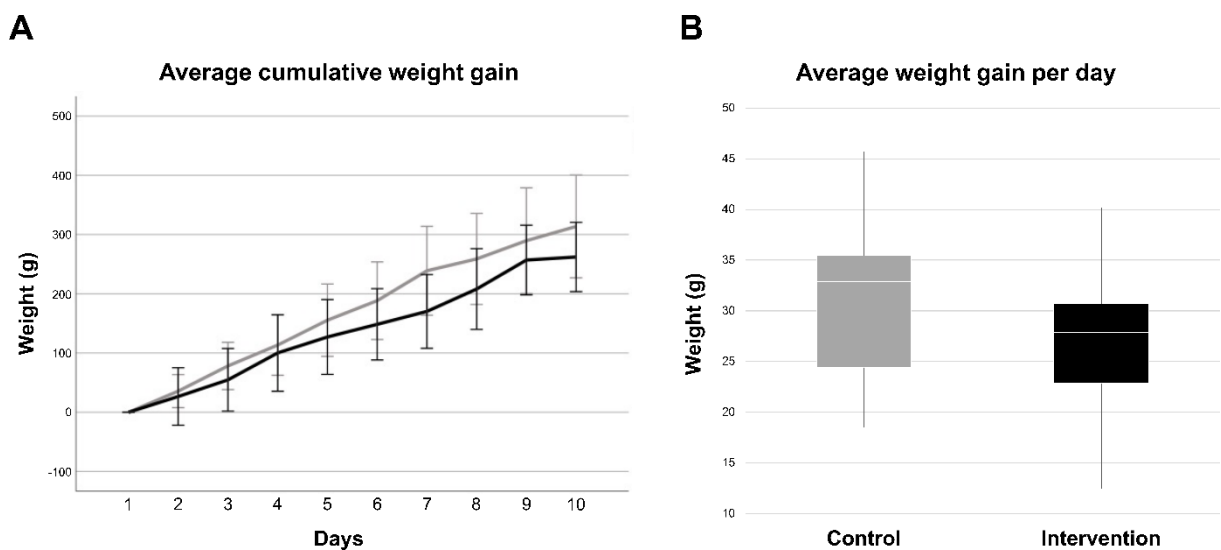 A
Average cumulative weight gain
Weight (g)
500
400
300
200
100
0
-100
1 2 3 4 5 6 7 8 9 10
Days
B
Average weight gain per day
Weight (g)
50
45
40
35
30
25
20
15
10
Control Intervention